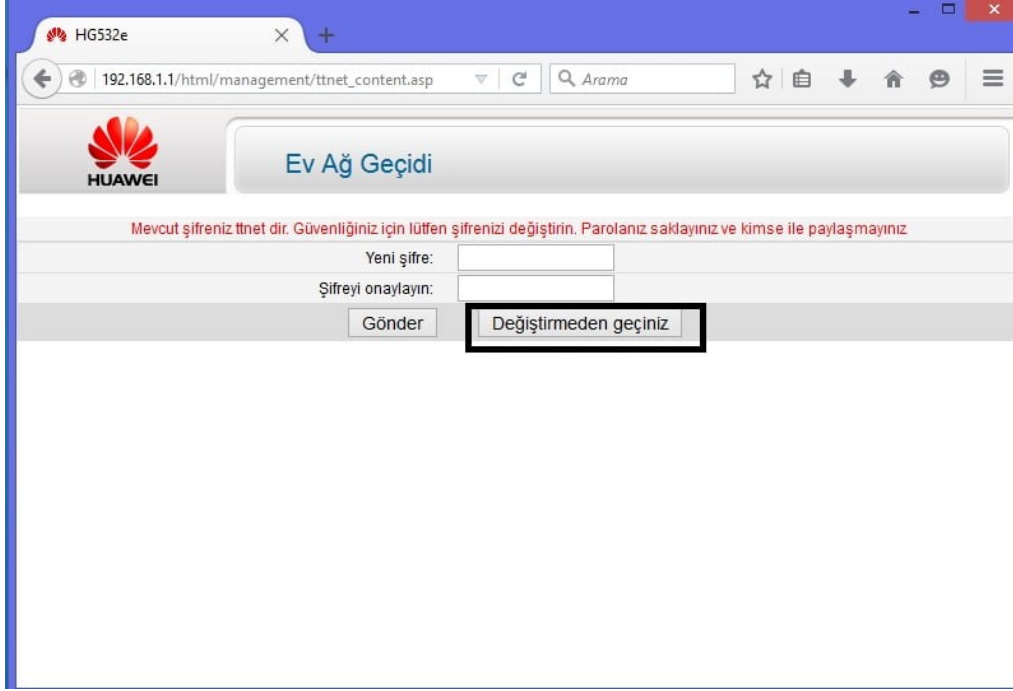 HG532e
192.168.1.1/html/management/ttnet_content.asp
Arama
HUAWEI
Ev Ağ Geçidi
Mevcut şifreniz ttnet dir. Güvenliğiniz için lütfen şifrenizi değiştirin. Parolanız saklayınız ve kimse ile paylaşmayınız
Yeni şifre:
Şifreyi onaylayın:
Gönder Değiştirmeden geçiniz